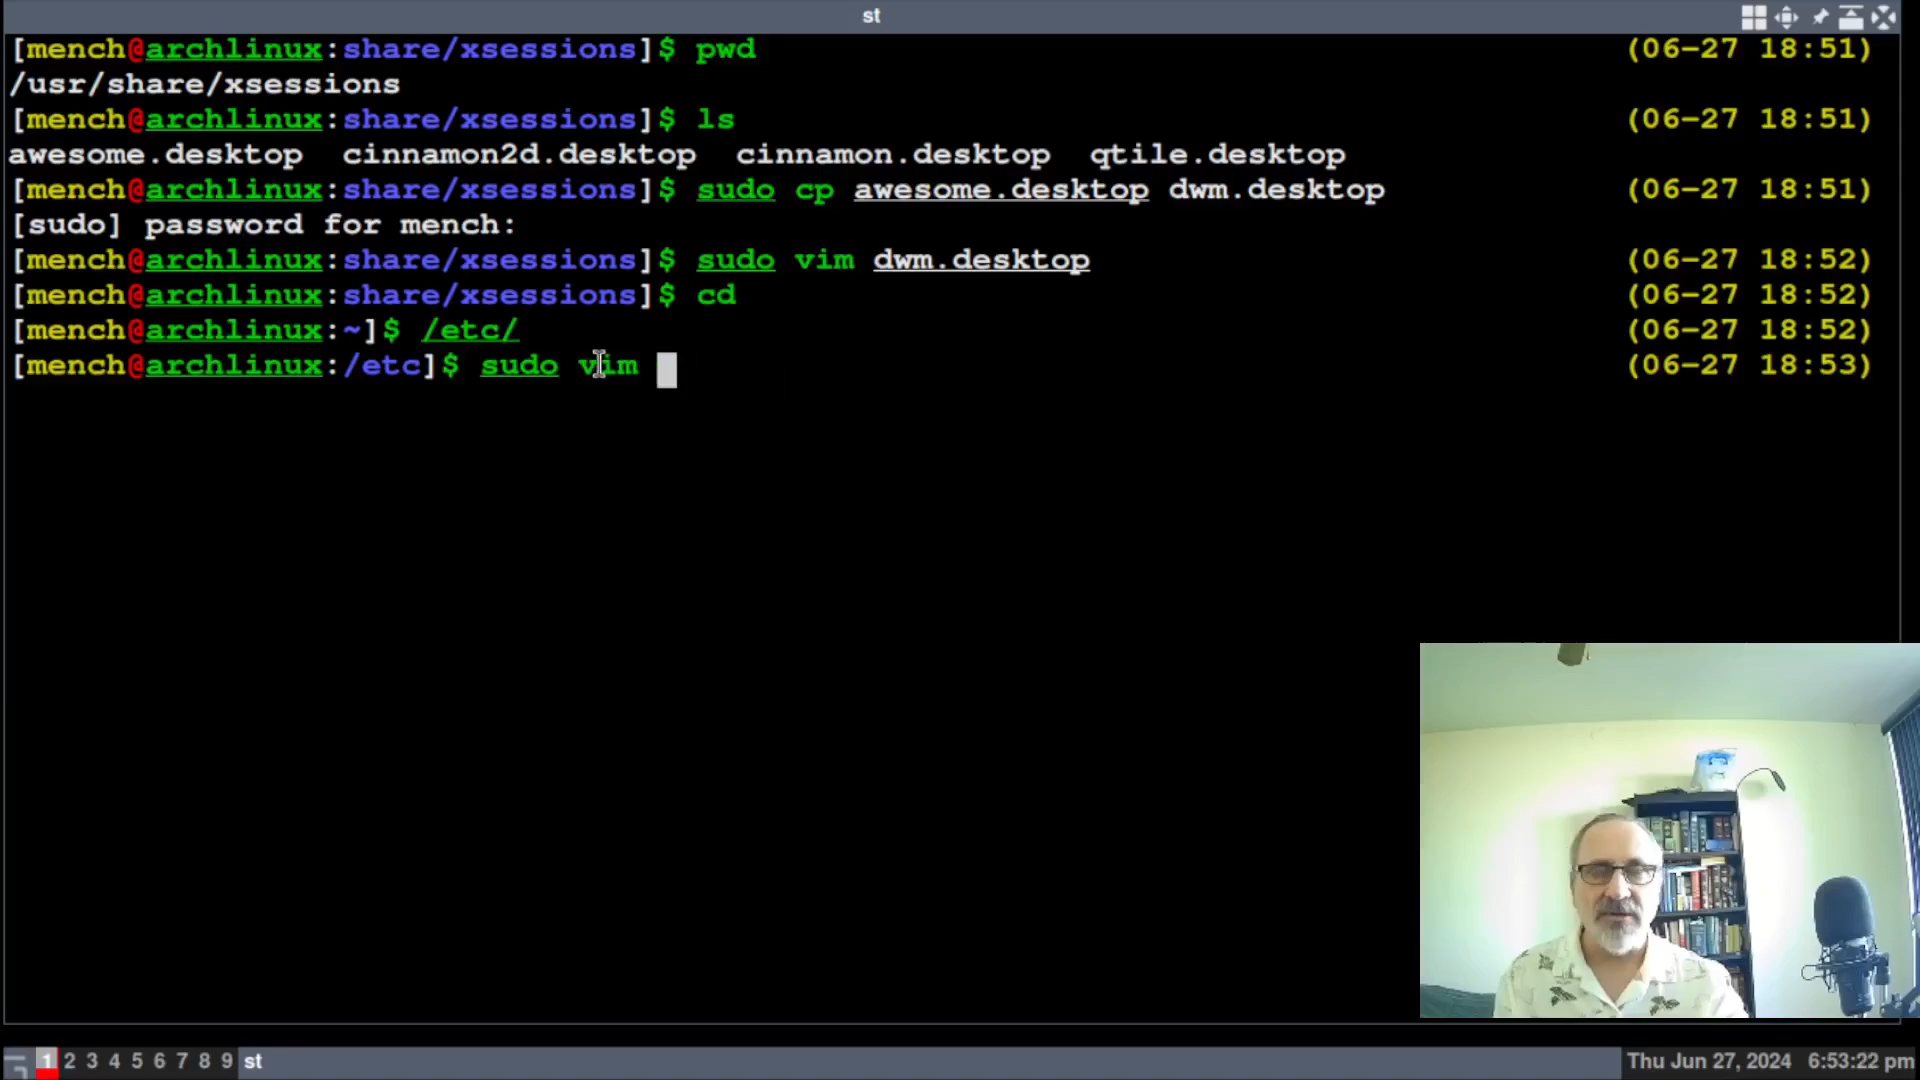 st
[mench@archlinux:share/xsessions]$ pwd (06-27 18:51)
/usr/share/xsessions
[mench@archlinux:share/xsessions]$ ls (06-27 18:51)
awesome.desktop cinnamon2d.desktop cinnamon.desktop qtile.desktop
[mench@archlinux:share/xsessions]$ sudo cp awesome.desktop dwm.desktop (06-27 18:51)
[sudo] password for mench:
[mench@archlinux:share/xsessions]$ sudo vim dwm.desktop (06-27 18:52)
[mench@archlinux:share/xsessions]$ cd (06-27 18:52)
[mench@archlinux:~]$ /etc/ (06-27 18:52)
[mench@archlinux:/etc]$ sudo vim (06-27 18:53)
1 2 3 4 5 6 7 8 9 st Thu Jun 27, 2024 6:53:22 pm